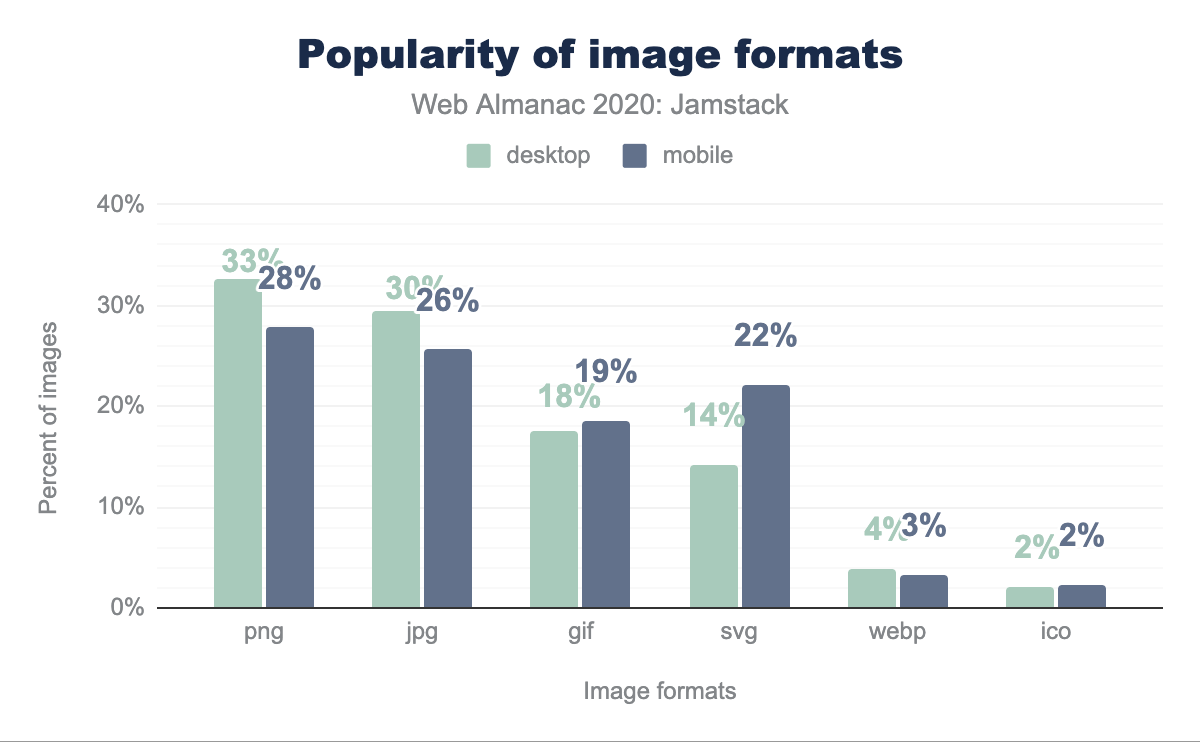 Popularity of image formats
Web Almanac 2020: Jamstack
desktop mobile
40%
30%
20%
10%
0%
Percent of images
33% 28% 30% 26% 18% 19% 14% 22% 4% 3% 2% 2%
png jpg gif svg webp ico
Image formats